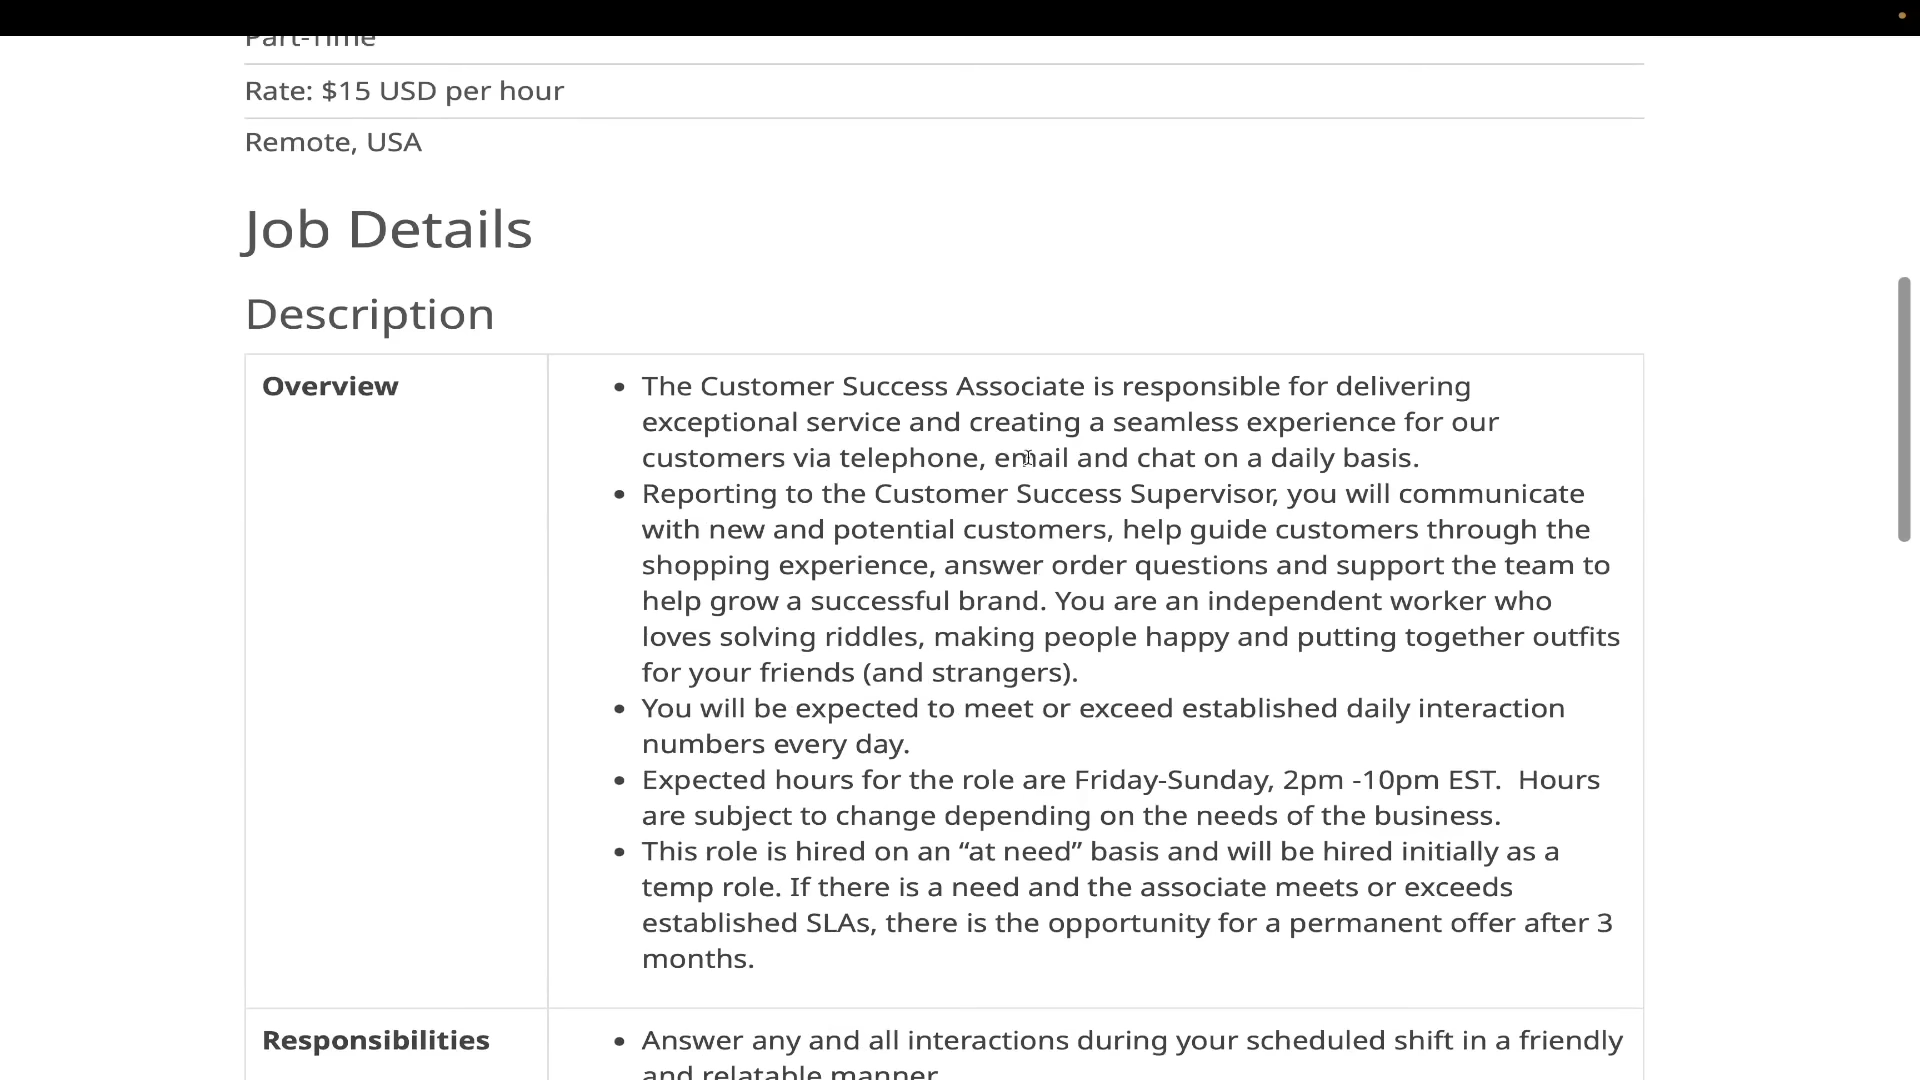 Part-Time
Rate: $15 USD per hour
Remote, USA
Job Details
Description
Overview
• The Customer Success Associate is responsible for delivering
exceptional service and creating a seamless experience for our
customers via telephone, email and chat on a daily basis.
• Reporting to the Customer Success Supervisor, you will communicate
with new and potential customers, help guide customers through the
shopping experience, answer order questions and support the team to
help grow a successful brand. You are an independent worker who
loves solving riddles, making people happy and putting together outfits
for your friends (and strangers).
• You will be expected to meet or exceed established daily interaction
numbers every day.
• Expected hours for the role are Friday-Sunday, 2pm -10pm EST.  Hours
are subject to change depending on the needs of the business.
• This role is hired on an “at need” basis and will be hired initially as a
temp role. If there is a need and the associate meets or exceeds
established SLAs, there is the opportunity for a permanent offer after 3
months.
Responsibilities
• Answer any and all interactions during your scheduled shift in a friendly
and relatable manner